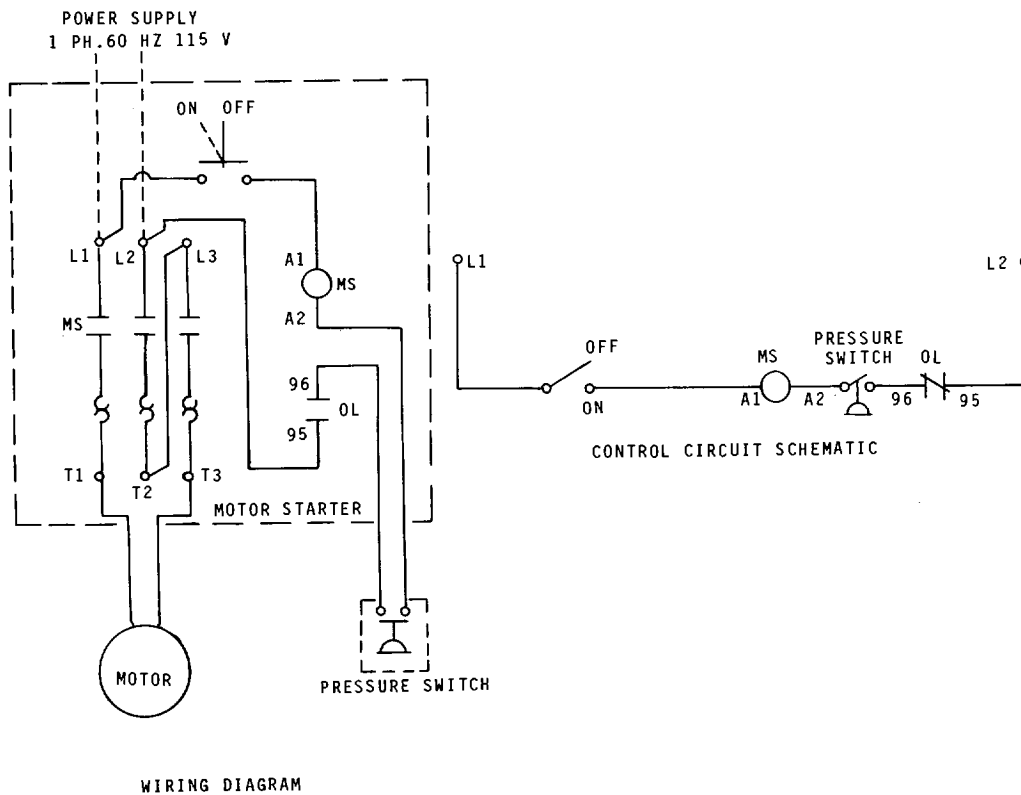 POWER SUPPLY
1 PH.60 HZ 115 V
ON OFF
L1
L2
L3
A1
MS
A2
MS
96
OL
95
T1
T2
T3
MOTOR STARTER
MOTOR
PRESSURE SWITCH
WIRING DIAGRAM
L1
L2
OFF
ON
MS
A1
A2
PRESSURE
SWITCH
OL
96
95
CONTROL CIRCUIT SCHEMATIC